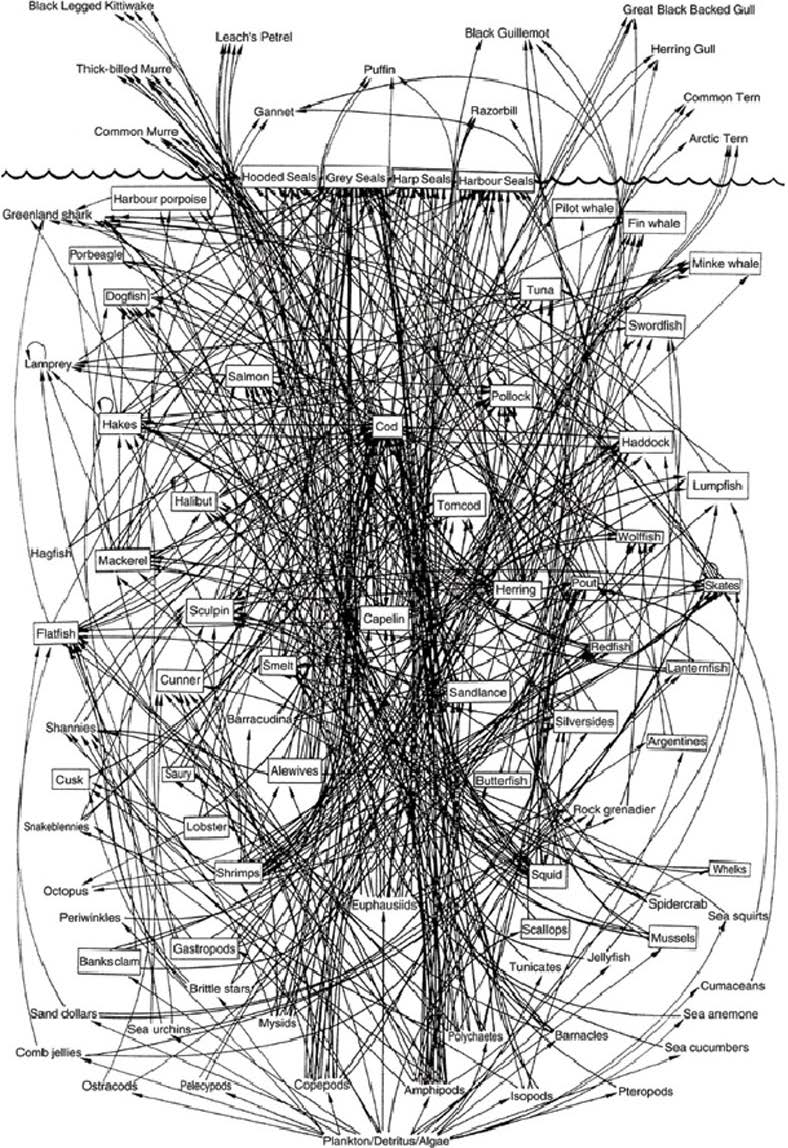 Black Legged Kittiwake
Great Black Backed Gull
Leach's Petrel
Black Guillemot
Herring Gull
Thick-billed Murre
Puffin
Common Tern
Gannet
Razorbill
Common Murre
Arctic Tern
Hooded Seals
Grey Seals
Harp Seals
Harbour Seals
Harbour porpoise
Pilot whale
Greenland shark
Fin whale
Porbeagle
Minke whale
Tuna
Dogfish
Swordfish
Lamprey
Salmon
Pollock
Hakes
Cod
Haddock
Lumpfish
Halibut
Tomcod
Wolffish
Hagfish
Mackerel
Herring
Pout
Skates
Sculpin
Capelin
Flatfish
Redfish
Smelt
Lanternfish
Cunner
Sandlance
Barracudina
Silversides
Shannies
Argentines
Cusk
Saury
Alewives
Butterfish
Rock grenadier
Snakeblennies
Lobster
Shrimps
Squid
Whelks
Octopus
Euphausiids
Spidercrab
Sea squirts
Periwinkles
Scallops
Mussels
Gastropods
Banksclam
Jellyfish
Tunicates
Brittle stars
Cumaceans
Sand dollars
Sea anemone
Mysids
Sea urchins
Polychaetes
Barnacles
Sea cucumbers
Comb jellies
Ostracods
Pelecypods
Copepods
Amphipods
Isopods
Pteropods
Plankton/Detritus/Algae